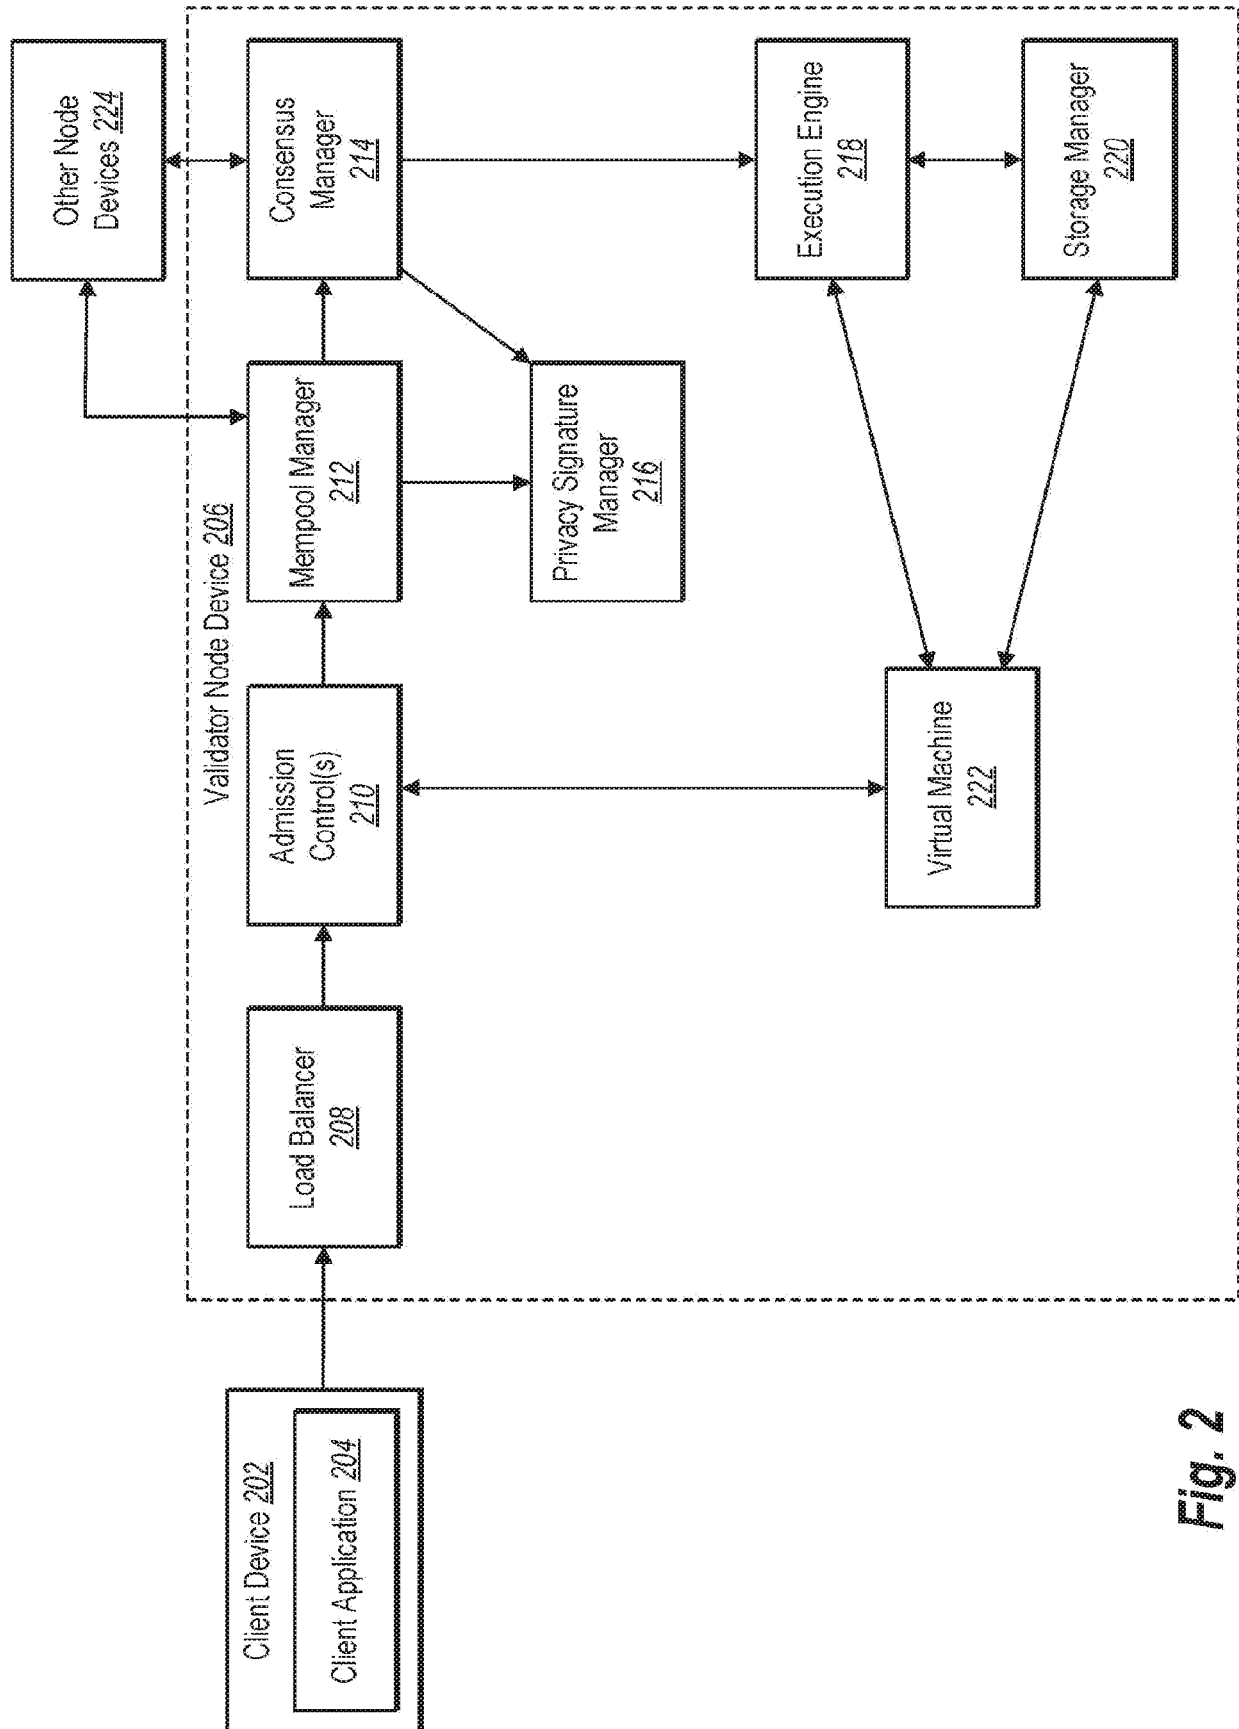 Client Device 202
Client Application 204
Validator Node Device 206
Load Balancer
208
Admission
Control(s)
210
Mempool Manager
212
Consensus
Manager
214
Other Node
Devices 224
Privacy Signature
Manager
216
Virtual Machine
222
Execution Engine
218
Storage Manager
220
Fig. 2